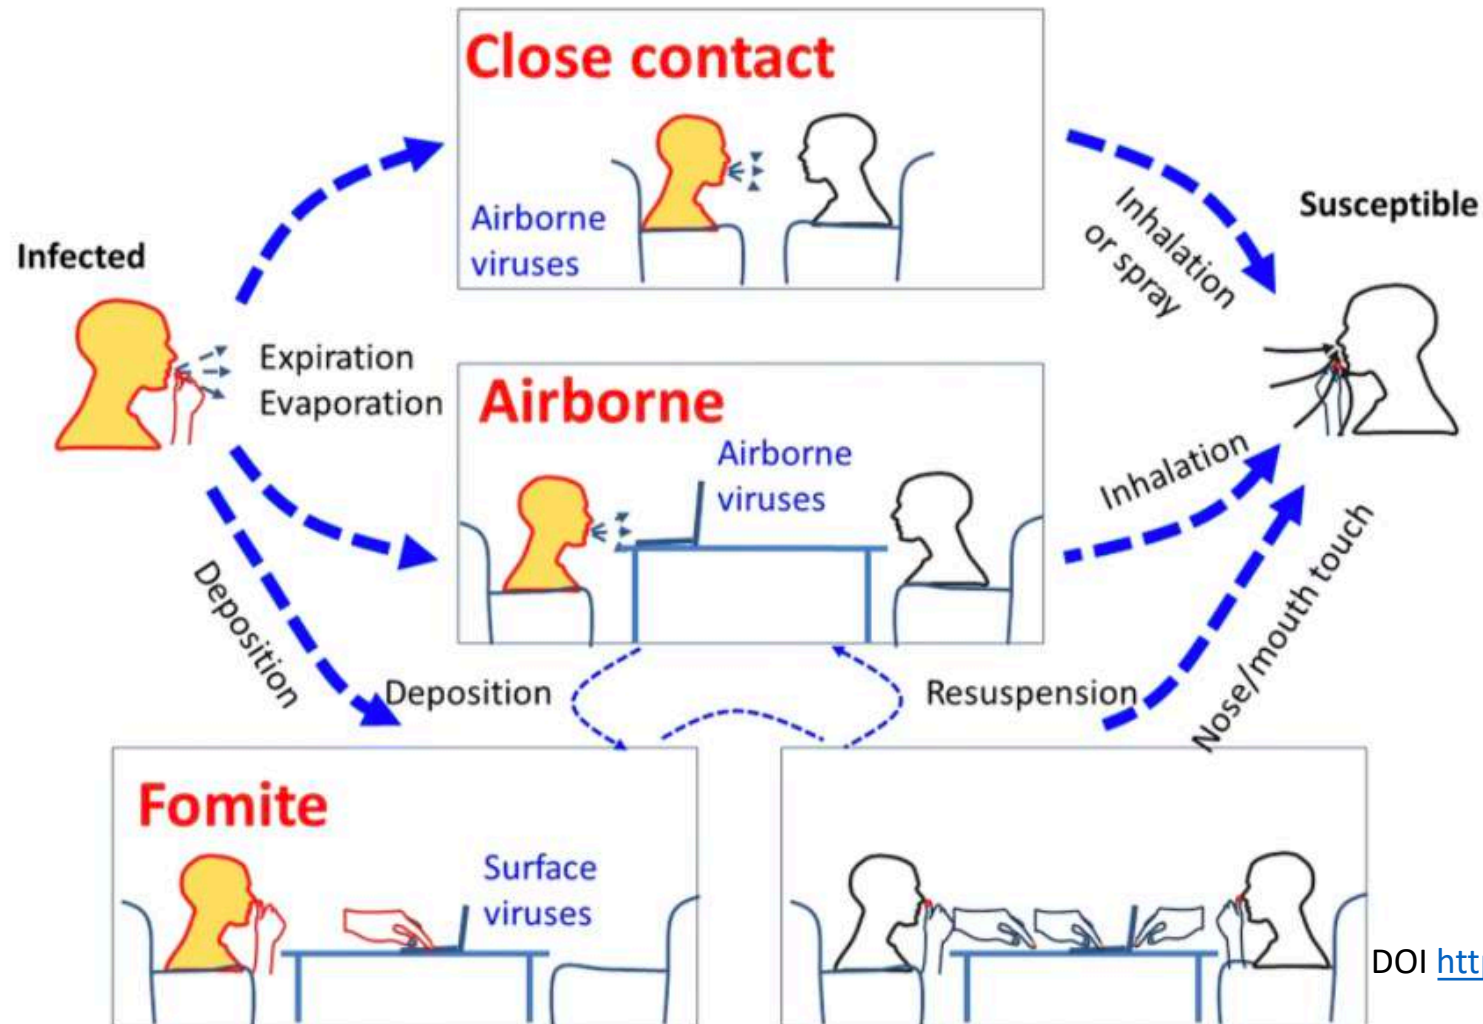 Close contact
Airborne
viruses
Infected
Expiration
Evaporation
Inhalation
or spray
Susceptible
Airborne
Airborne
viruses
Inhalation
Deposition
Deposition
Resuspension
Nose/mouth touch
Fomite
Surface
viruses
DOI